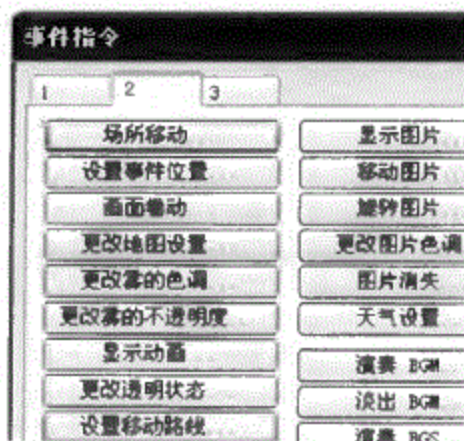 事件指令
1 2 3
场所移动
设置事件位置
画面卷动
更改地图设置
更改雾的色调
更改雾的不透明度
显示动画
更改透明状态
设置移动路线
显示图片
移动图片
旋转图片
更改图片色调
图片消失
天气设置
演奏 BGM
淡出 BGM
演奏 BGS